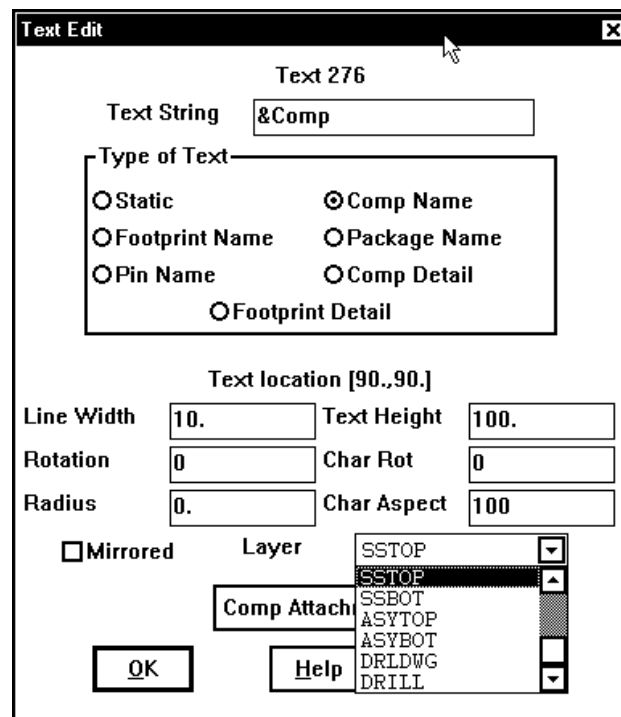 Text Edit
Text 276
Text String &Comp
Type of Text
Static Comp Name
Footprint Name Package Name
Pin Name Comp Detail
Footprint Detail
Text location [90.,90.]
Line Width 10. Text Height 100.
Rotation 0 Char Rot 0
Radius 0. Char Aspect 100
Mirrored Layer SSTOP
SSTOP
SSBOT
Comp Attach ASYTOP
ASYBOT
OK Help DRLDWG
DRILL